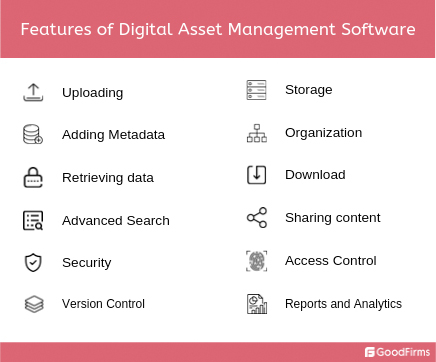 Features of Digital Asset Management Software
Uploading
Adding Metadata
Retrieving data
Advanced Search
Security
Version Control
Storage
Organization
Download
Sharing content
Access Control
Reports and Analytics
GoodFirms